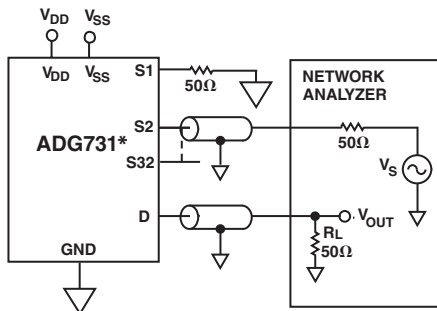 VDD VSS
VDD VSS
S1
50Ω
NETWORK
ANALYZER
S2
ADG731*
50Ω
S32
VS
D
VOUT
RL
50Ω
GND